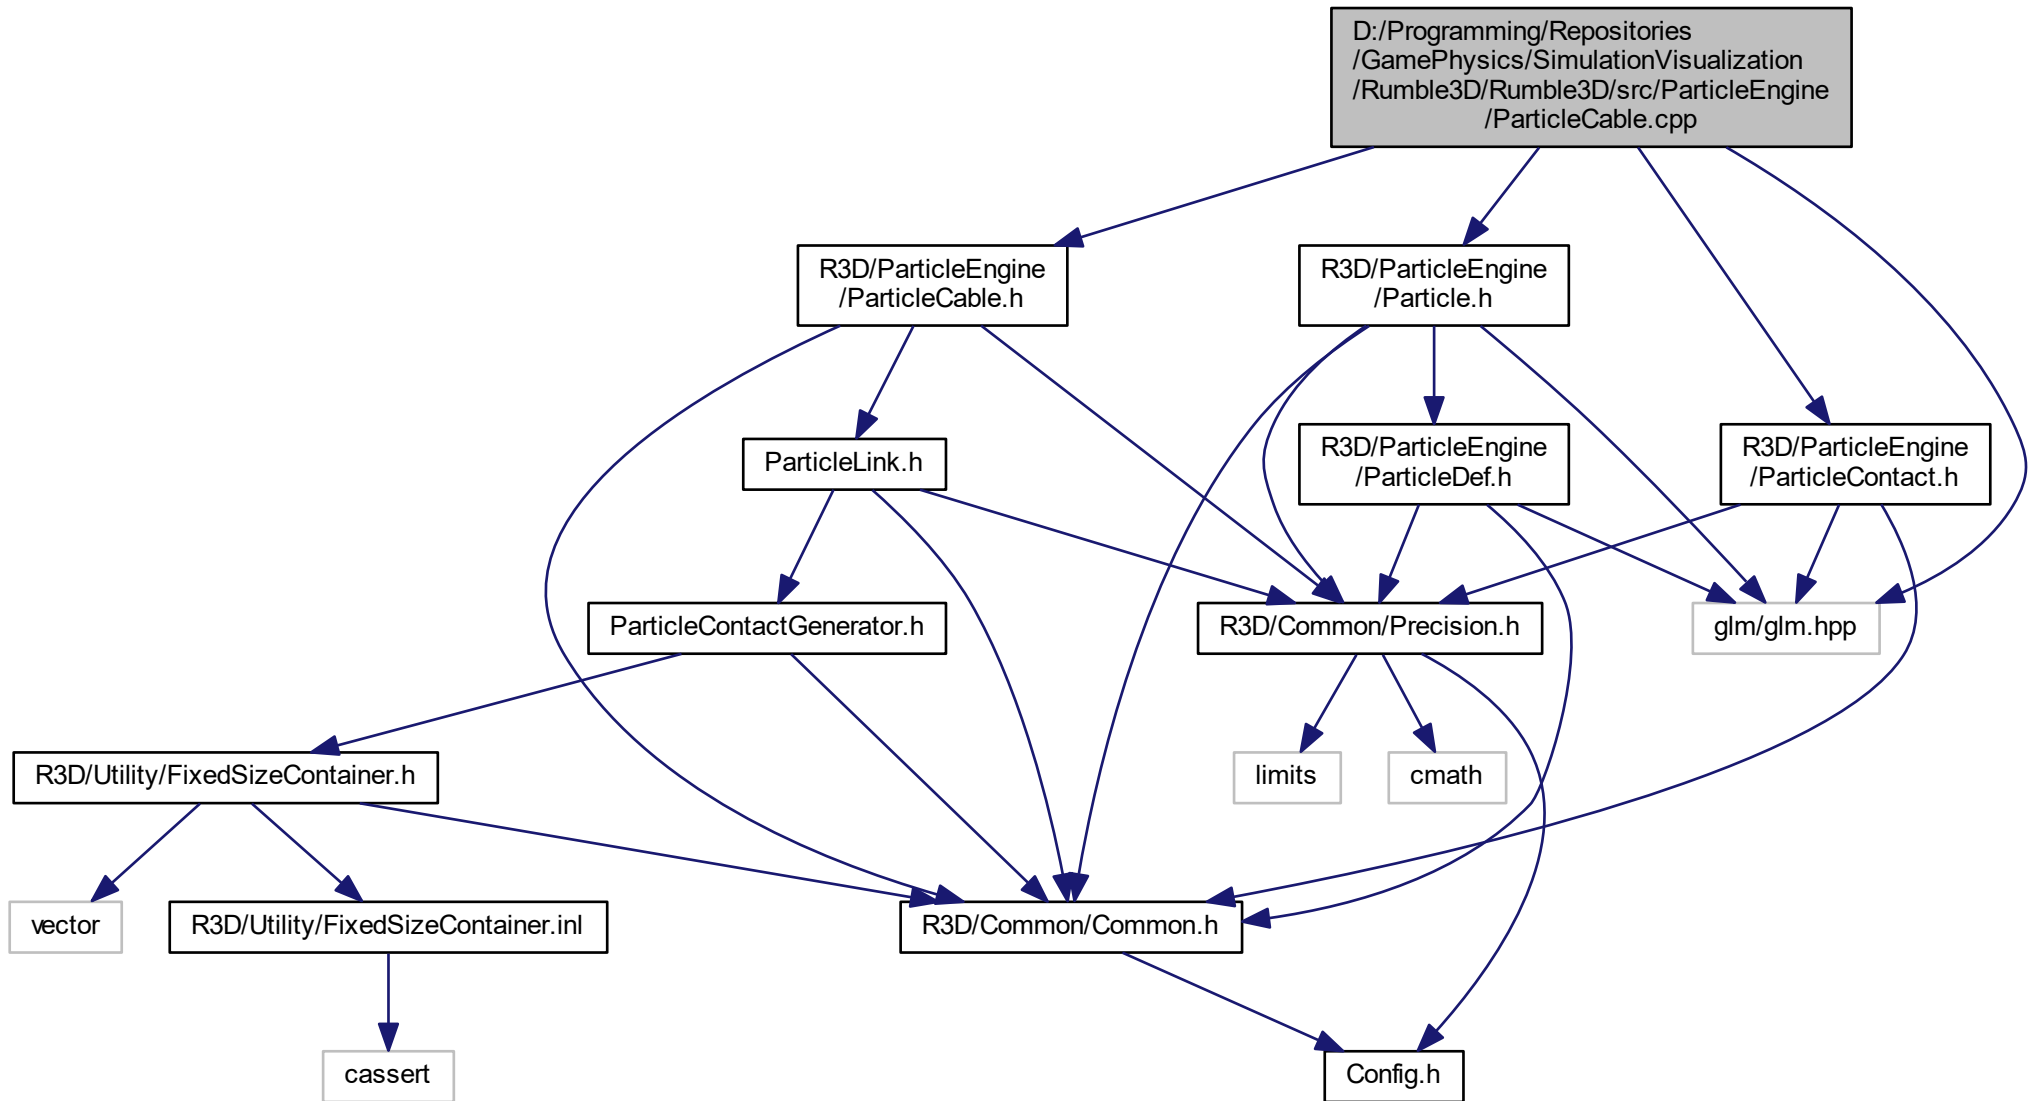 D:/Programming/Repositories
/GamePhysics/SimulationVisualization
/Rumble3D/Rumble3D/src/ParticleEngine
/ParticleCable.cpp
R3D/ParticleEngine
/ParticleCable.h
R3D/ParticleEngine
/Particle.h
ParticleLink.h
R3D/ParticleEngine
/ParticleDef.h
R3D/ParticleEngine
/ParticleContact.h
ParticleContactGenerator.h
R3D/Common/Precision.h
glm/glm.hpp
R3D/Utility/FixedSizeContainer.h
limits
cmath
vector
R3D/Utility/FixedSizeContainer.inl
R3D/Common/Common.h
cassert
Config.h